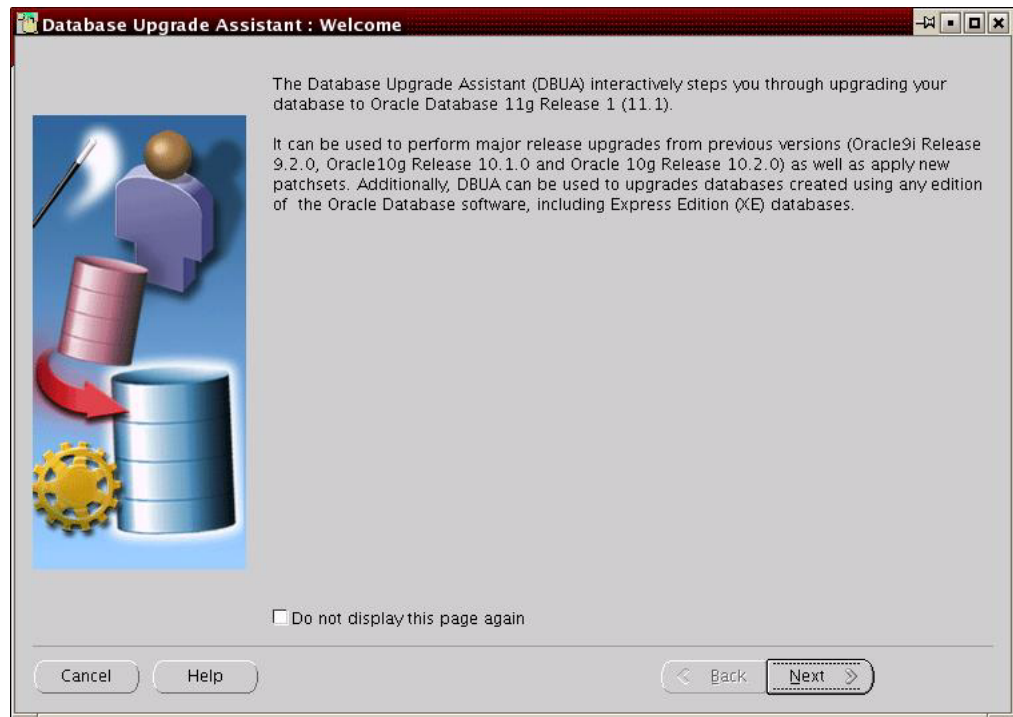 Database Upgrade Assistant : Welcome
The Database Upgrade Assistant (DBUA) interactively steps you through upgrading your
database to Oracle Database 11g Release 1 (11.1).
It can be used to perform major release upgrades from previous versions (Oracle9i Release
9.2.0, Oracle10g Release 10.1.0 and Oracle 10g Release 10.2.0) as well as apply new
patchsets. Additionally, DBUA can be used to upgrades databases created using any edition
of the Oracle Database software, including Express Edition (XE) databases.
Do not display this page again
Cancel Help Back Next